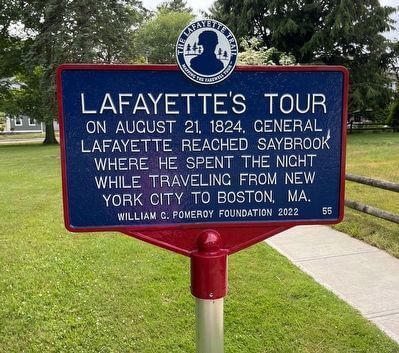 THE LAFAYETTE TRAIL
LAFAYETTE'S TOUR
ON AUGUST 21, 1824, GENERAL
LAFAYETTE REACHED SAYBROOK
WHERE HE SPENT THE NIGHT
WHILE TRAVELING FROM NEW
YORK CITY TO BOSTON, MA.
WILLIAM G. POMEROY FOUNDATION 2022 55